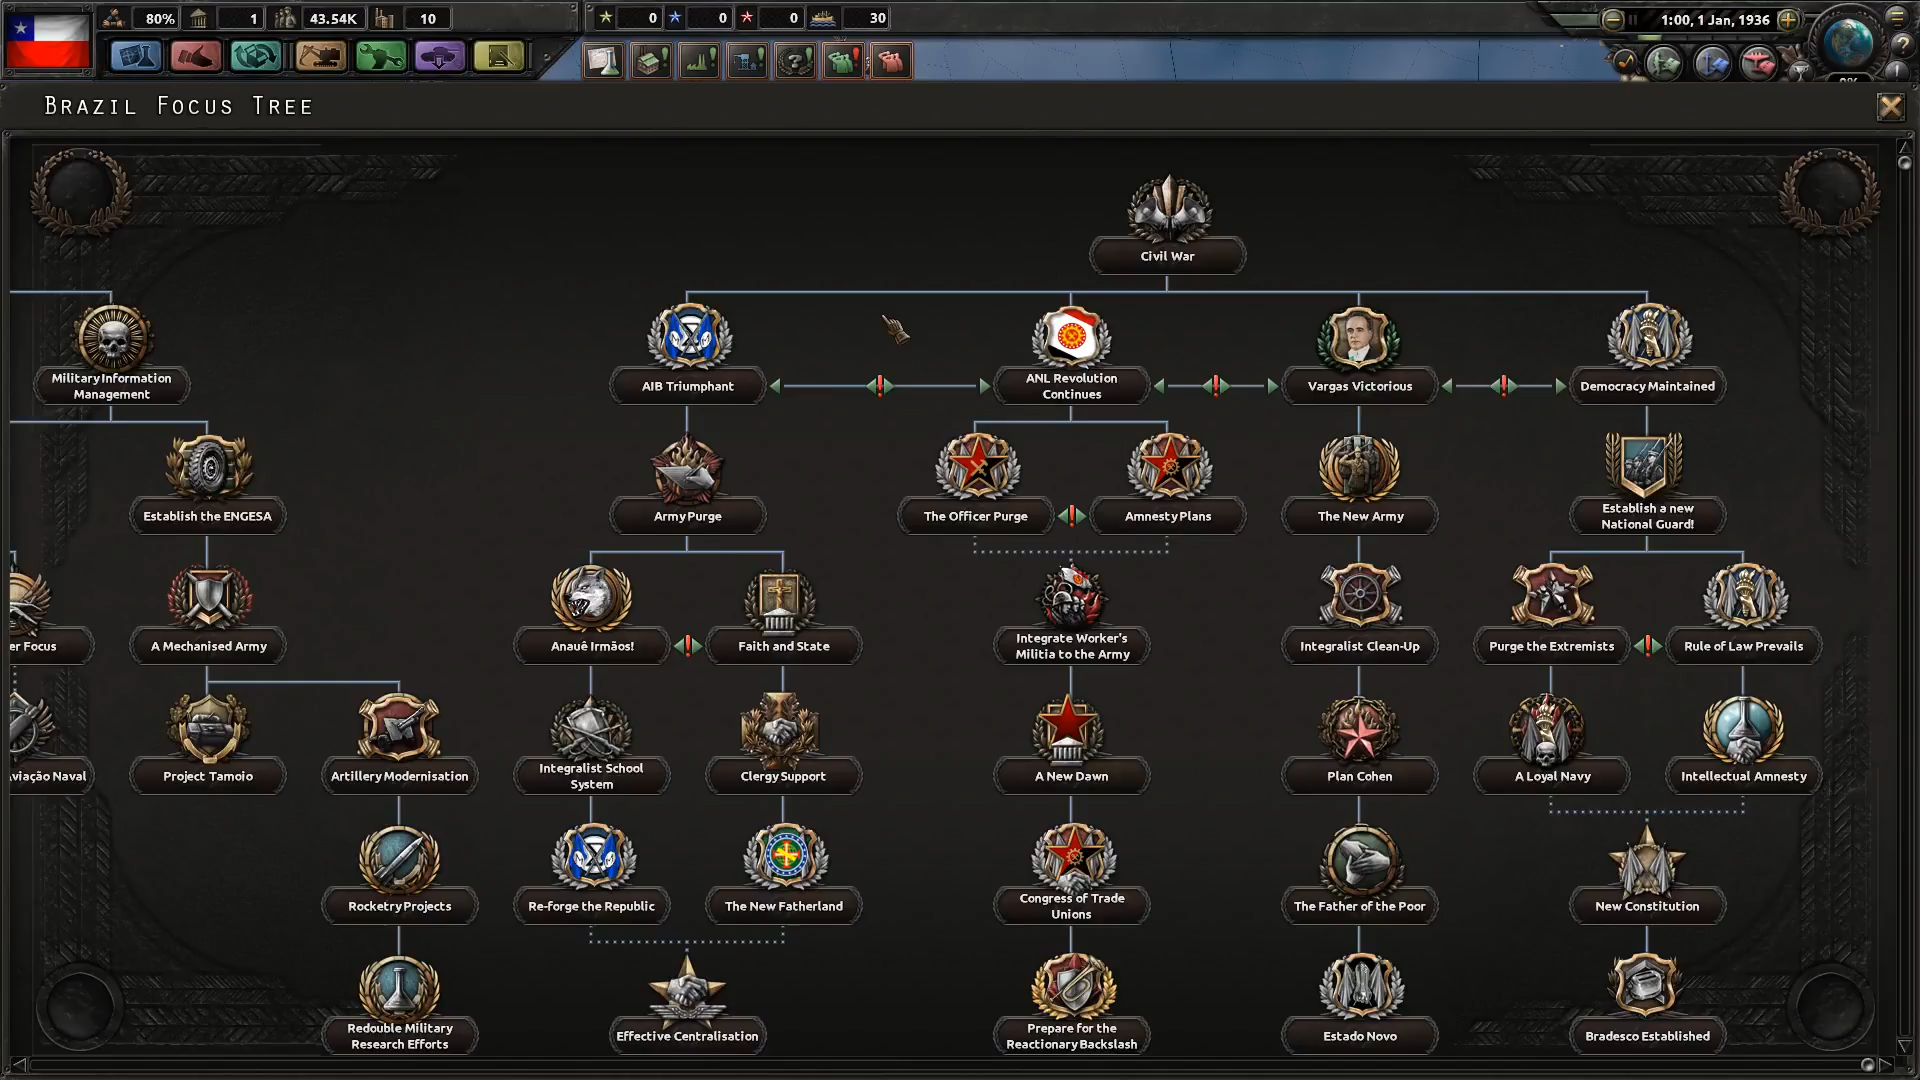 80%
1
43.54K
10
0
0
0
30
1:00, 1 Jan, 1936
0%
Brazil Focus Tree
Civil War
Military Information
Management
AIB Triumphant
ANL Revolution
Continues
Vargas Victorious
Democracy Maintained
Establish the ENGESA
Army Purge
The Officer Purge
Amnesty Plans
The New Army
Establish a new
National Guard!
er Focus
A Mechanised Army
Anauê Irmãos!
Faith and State
Integrate Worker's
Militia to the Army
Integralist Clean-Up
Purge the Extremists
Rule of Law Prevails
Aviação Naval
Project Tamoio
Artillery Modernisation
Integralist School
System
Clergy Support
A New Dawn
Plan Cohen
A Loyal Navy
Intellectual Amnesty
Rocketry Projects
Re-forge the Republic
The New Fatherland
Congress of Trade
Unions
The Father of the Poor
New Constitution
Redouble Military
Research Efforts
Effective Centralisation
Prepare for the
Reactionary Backslash
Estado Novo
Bradesco Established